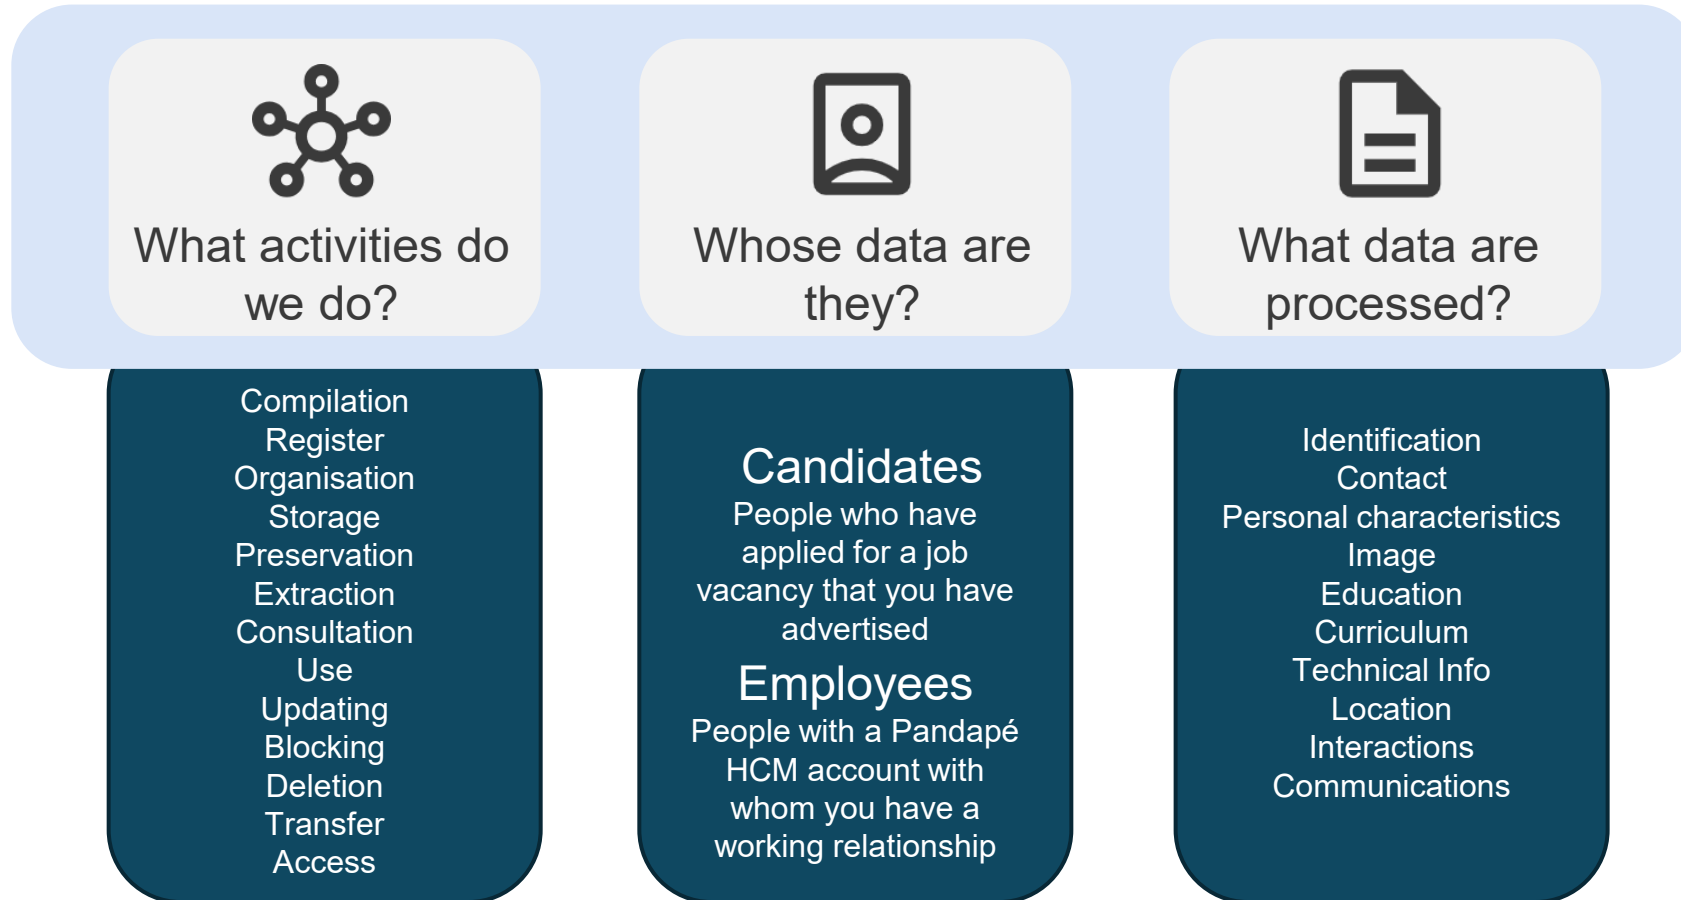 What activities do
we do?
Compilation
Register
Organisation
Storage
Preservation
Extraction
Consultation
Use
Updating
Blocking
Deletion
Transfer
Access
Whose data are
they?
Candidates
People who have
applied for a job
vacancy that you have
advertised
Employees
People with a Pandapé
HCM account with
whom you have a
working relationship
What data are
processed?
Identification
Contact
Personal characteristics
Image
Education
Curriculum
Technical Info
Location
Interactions
Communications